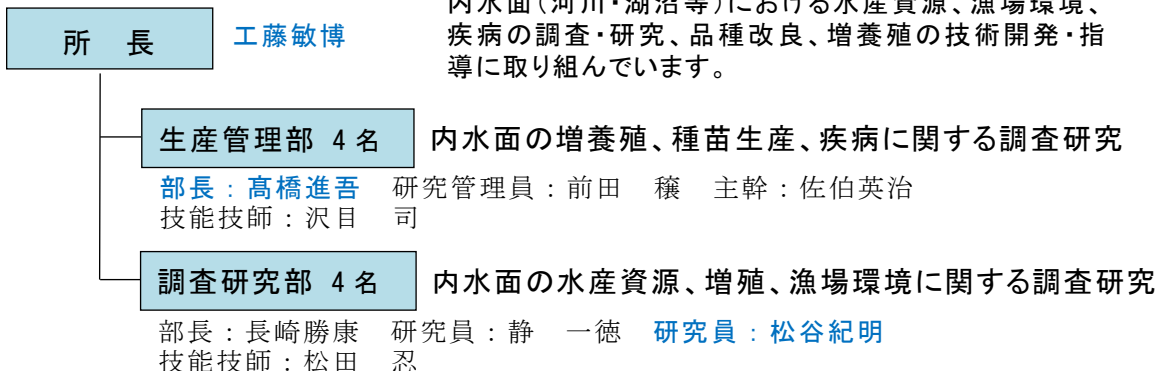 内水面(河川・湖沼等)における水産資源、漁場環境、
所　長　工藤敏博　疾病の調査・研究、品種改良、増養殖の技術開発・指
導に取り組んでいます。
生産管理部 4 名　内水面の増養殖、種苗生産、疾病に関する調査研究
部長：髙橋進吾　研究管理員：前田　穣　主幹：佐伯英治
技能技師：沢目　司
調査研究部 4 名　内水面の水産資源、増殖、漁場環境に関する調査研究
部長：長崎勝康　研究員：静　一徳　研究員：松谷紀明
技能技師：松田　忍